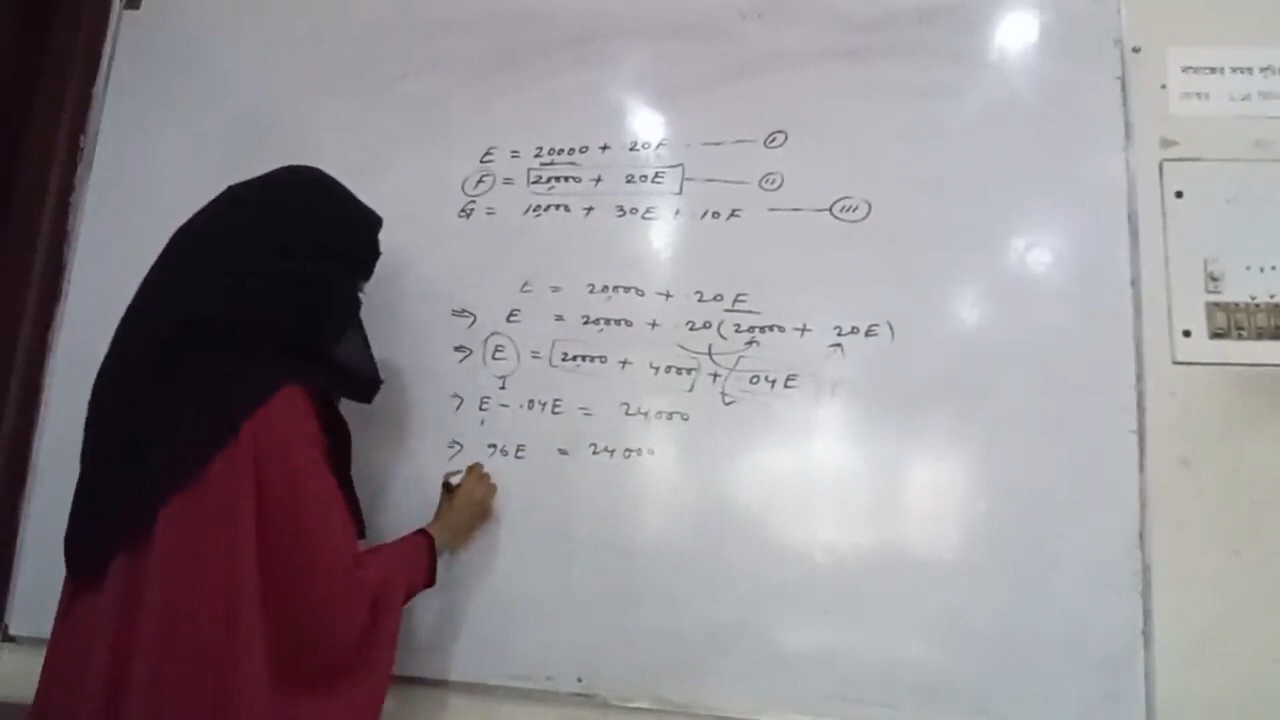 E = 20000 + 20F ——— (i)
F = 20000 + 20E ——— (ii)
G = 10000 + 30E + 10F ——— (iii)
E = 20000 + .20F
⇒ E = 20000 + .20(20000 + .20E)
⇒ E = [20000 + 4000] + .04E
⇒ E - .04E = 24000
⇒ 96E = 24000
নামাজের সময় সূচি